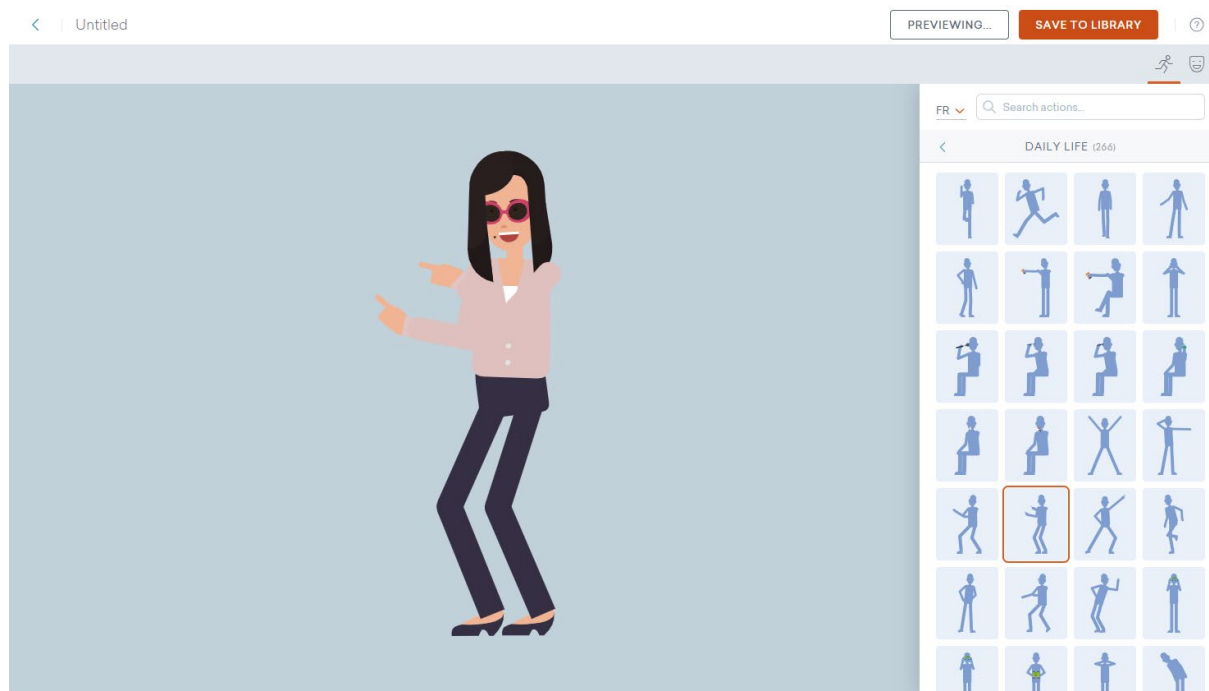 Untitled
PREVIEWING...
SAVE TO LIBRARY
?
FR
Search actions...
DAILY LIFE (266)